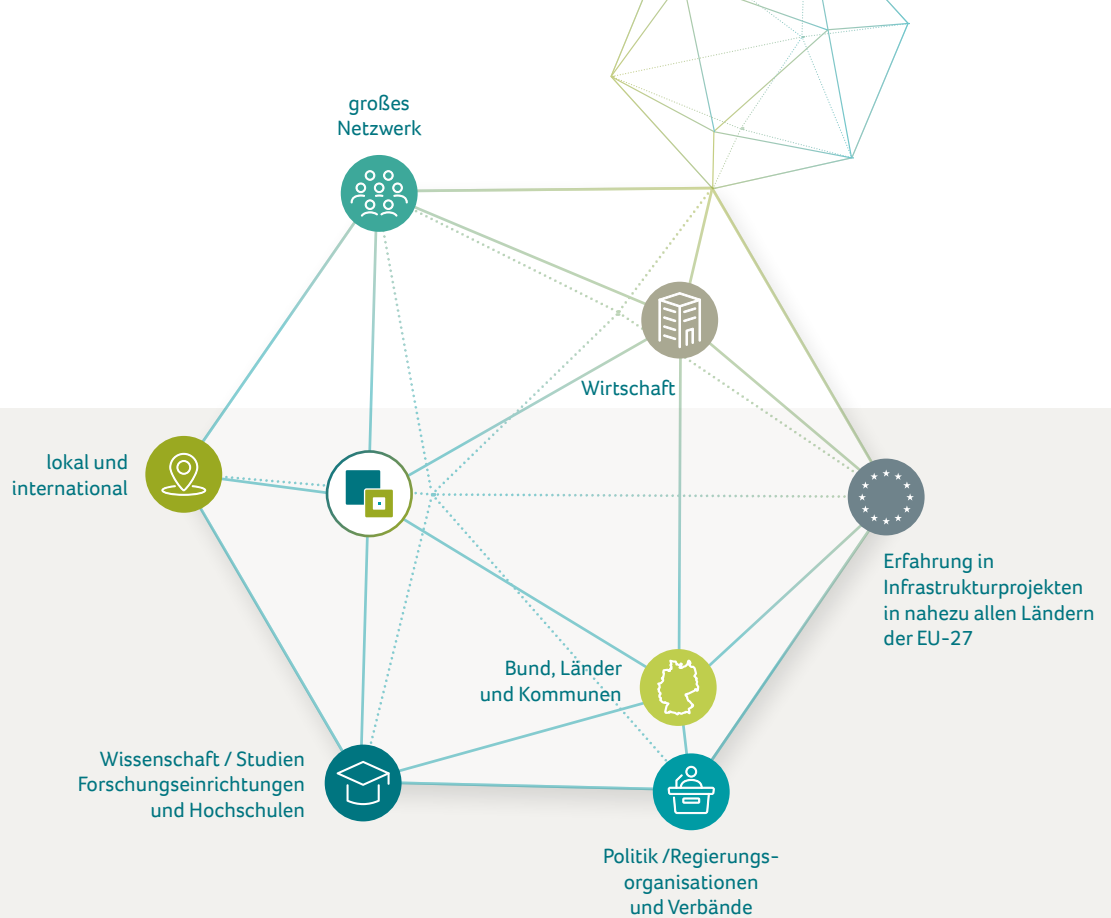 großes
Netzwerk
Wirtschaft
lokal und
international
Erfahrung in
Infrastrukturprojekten
in nahezu allen Ländern
der EU-27
Bund, Länder
und Kommunen
Wissenschaft / Studien
Forschungseinrichtungen
und Hochschulen
Politik /Regierungs-
organisationen
und Verbände